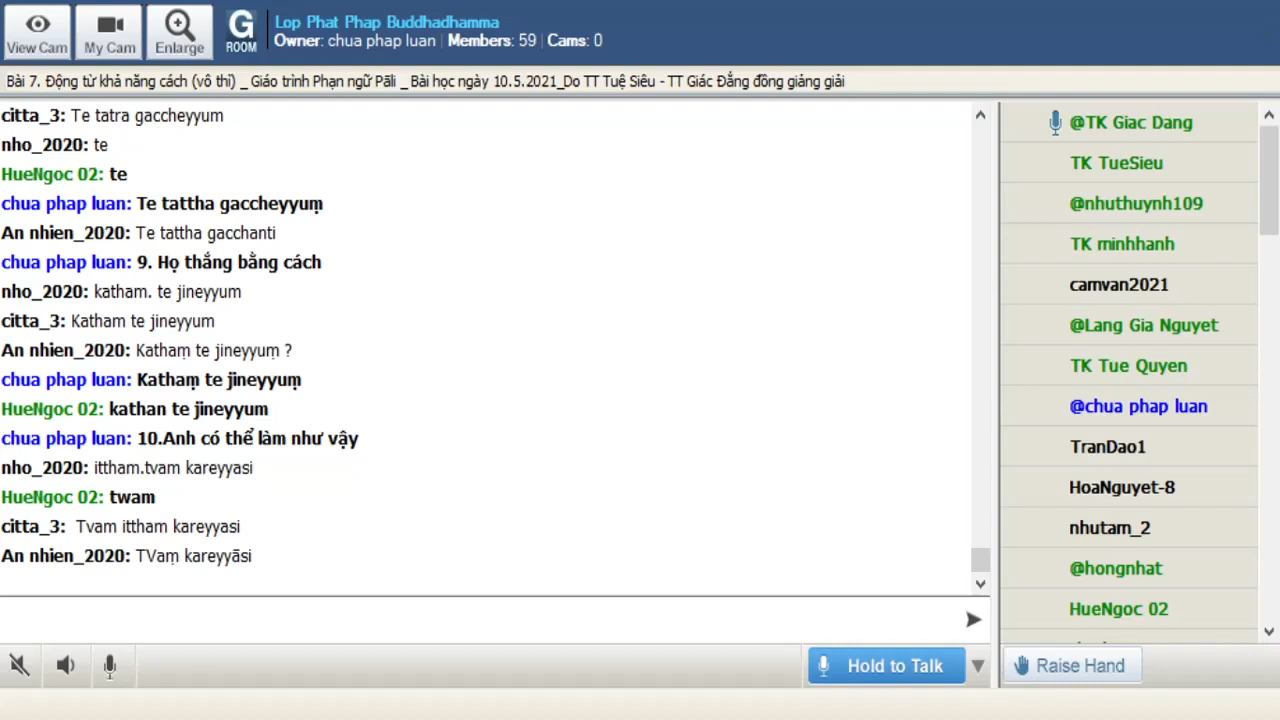 View Cam
My Cam
Enlarge
G
ROOM
Lop Phat Phap Buddhadhamma
Owner: chua phap luan | Members: 59 | Cams: 0
Bài 7. Động từ khả năng cách (vô thì) _ Giáo trình Phạn ngữ Pāli _ Bài học ngày 10.5.2021_Do TT Tuệ Siêu - TT Giác Đẳng đồng giảng giải
citta_3: Te tatra gaccheyyum
nho_2020: te
HueNgoc 02: te
chua phap luan: Te tattha gaccheyyuṃ
An nhien_2020: Te tattha gacchanti
chua phap luan: 9. Họ thắng bằng cách
nho_2020: katham. te jineyyum
citta_3: Katham te jineyyum
An nhien_2020: Kathaṃ te jineyyuṃ ?
chua phap luan: Kathaṃ te jineyyuṃ
HueNgoc 02: kathan te jineyyum
chua phap luan: 10.Anh có thể làm như vậy
nho_2020: ittham.tvam kareyyasi
HueNgoc 02: twam
citta_3: Tvam ittham kareyyasi
An nhien_2020: TVaṃ kareyyāsi
@TK Giac Dang
TK TueSieu
@nhuthuynh109
TK minhhanh
camvan2021
@Lang Gia Nguyet
TK Tue Quyen
@chua phap luan
TranDao1
HoaNguyet-8
nhutam_2
@hongnhat
HueNgoc 02
Hold to Talk
Raise Hand